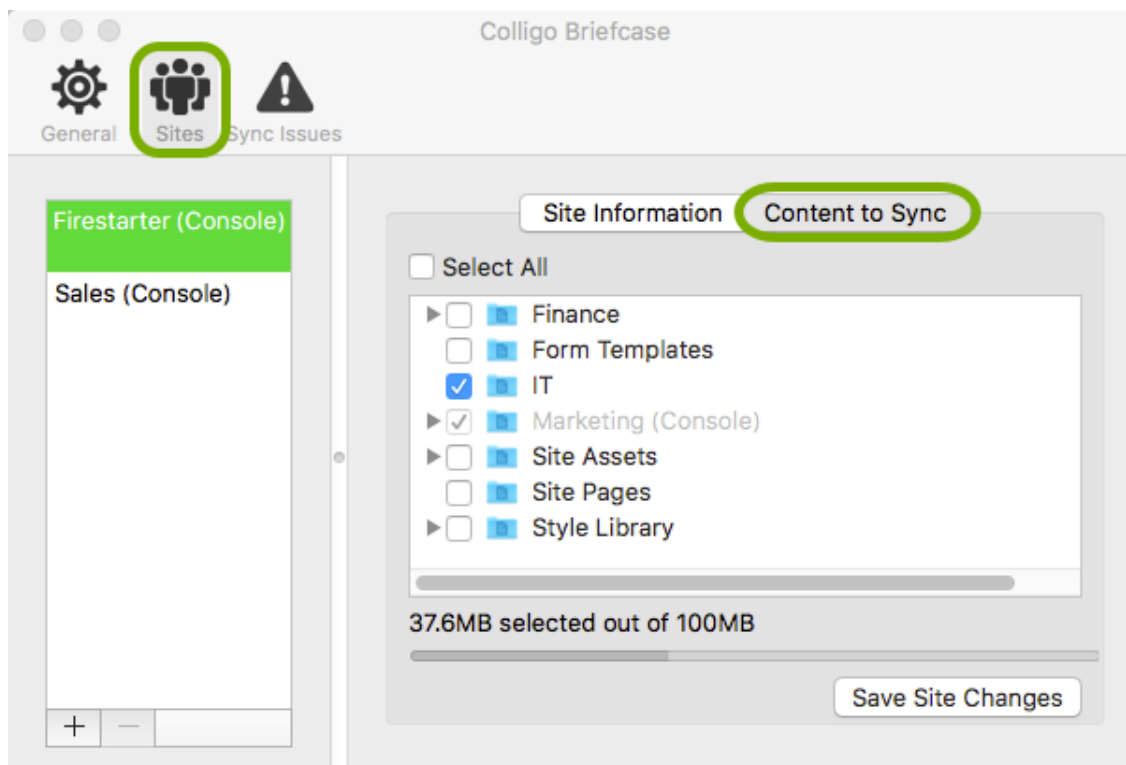 Colligo Briefcase
General
Sites
Sync Issues
Firestarter (Console)
Sales (Console)
Site Information
Content to Sync
Select All
Finance
Form Templates
IT
Marketing (Console)
Site Assets
Site Pages
Style Library
37.6MB selected out of 100MB
Save Site Changes